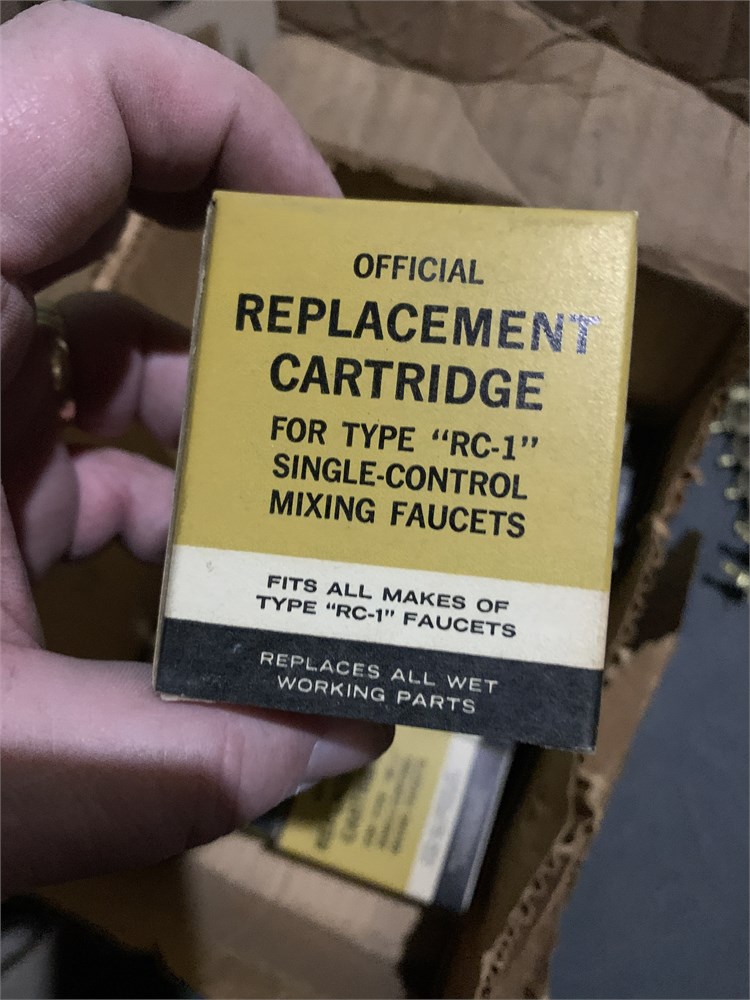 OFFICIAL
REPLACEMENT
CARTRIDGE
FOR TYPE “RC-1”
SINGLE-CONTROL
MIXING FAUCETS
FITS ALL MAKES OF
TYPE “RC-1” FAUCETS
REPLACES ALL WET
WORKING PARTS